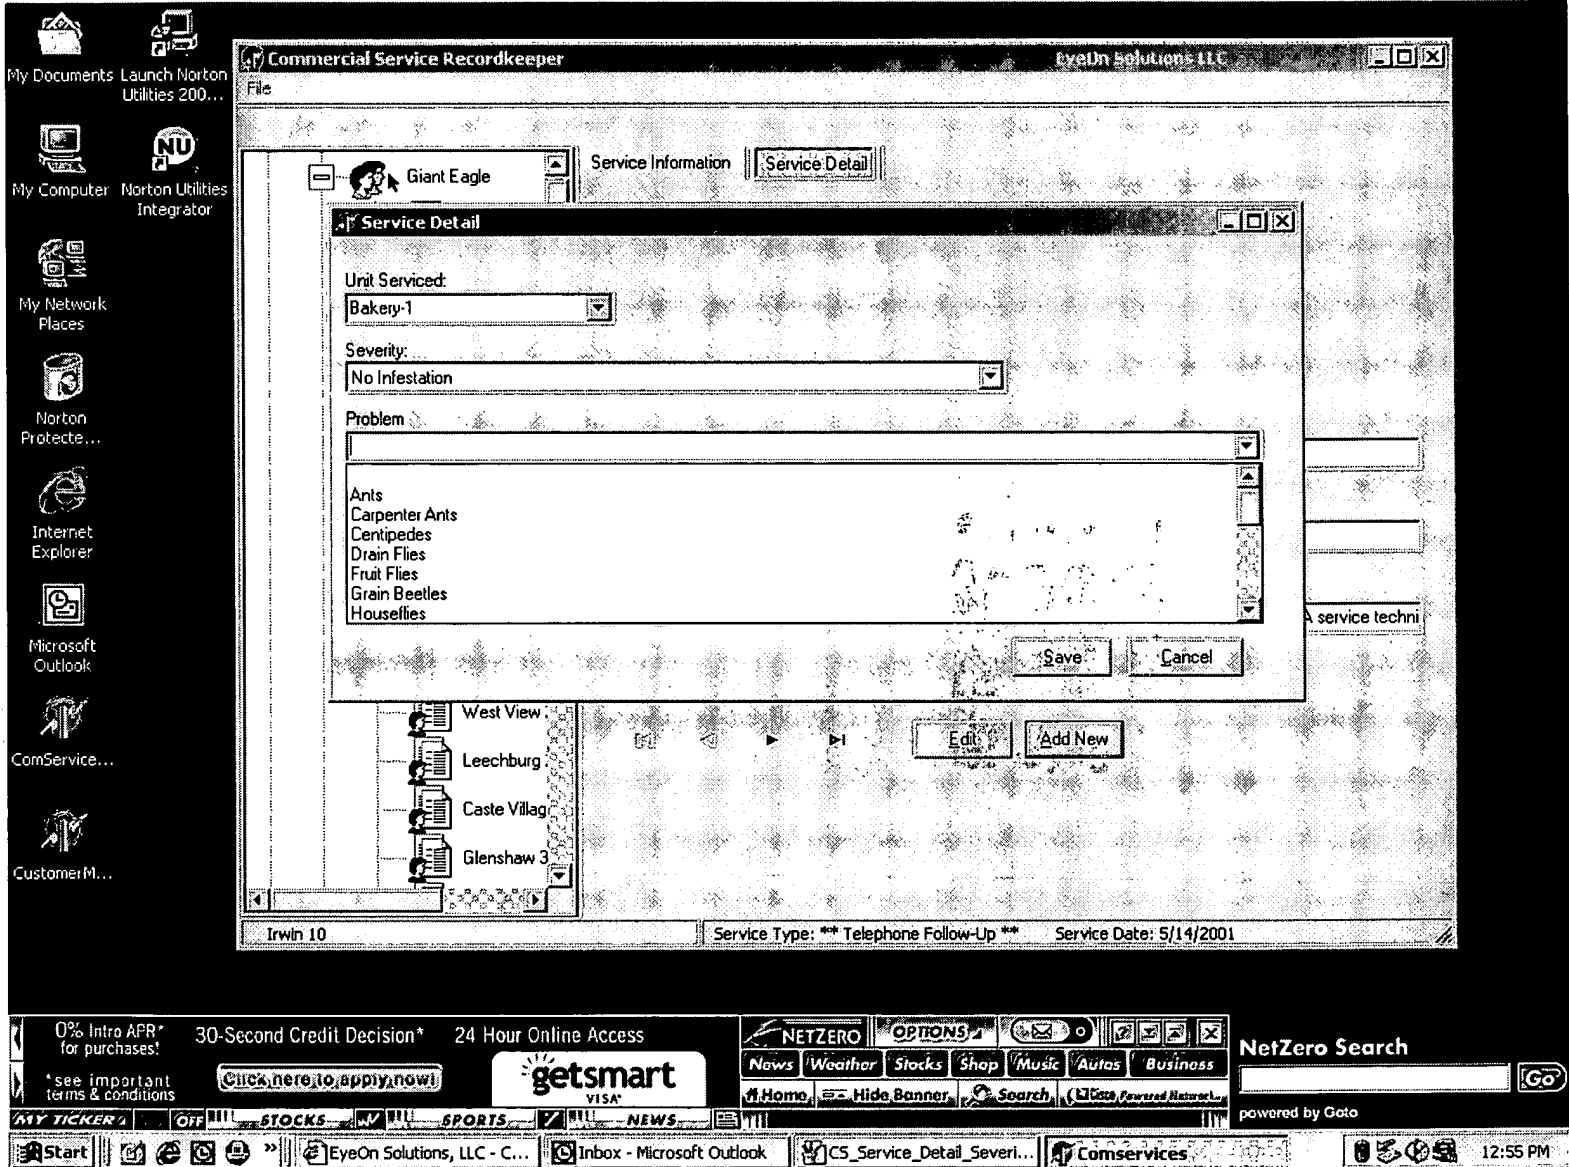 My Documents
Launch Norton
Utilities 200...
My Computer
Norton Utilities
Integrator
NU
My Network
Places
Norton
Protecte...
Internet
Explorer
Microsoft
Outlook
ComService...
CustomerM...
Commercial Service Recordkeeper
EyeOn Solutions LLC
File
Giant Eagle
Service Information
Service Detail
Service Detail
Unit Serviced:
Bakery-1
Severity:
No Infestation
Problem
Ants
Carpenter Ants
Centipedes
Drain Flies
Fruit Flies
Grain Beetles
Houseflies
A service techni
Save
Cancel
West View
Leechburg
Caste Villag
Glenshaw 3
Edit
Add New
Irwin 10
Service Type: ** Telephone Follow-Up **
Service Date: 5/14/2001
0% Intro APR*
for purchases!
30-Second Credit Decision*
24 Hour Online Access
*see important
terms & conditions
Click here to apply now!
getsmart
VISA*
NETZERO
OPTIONS
News
Weather
Stocks
Shop
Music
Autos
Business
Home
Hide Banner
Search
NetZero Search
Go
powered by Goto
MY TICKER
OFF
STOCKS
SPORTS
NEWS
Start
»
EyeOn Solutions, LLC - C...
Inbox - Microsoft Outlook
CS_Service_Detail_Severi...
Comservices
12:55 PM